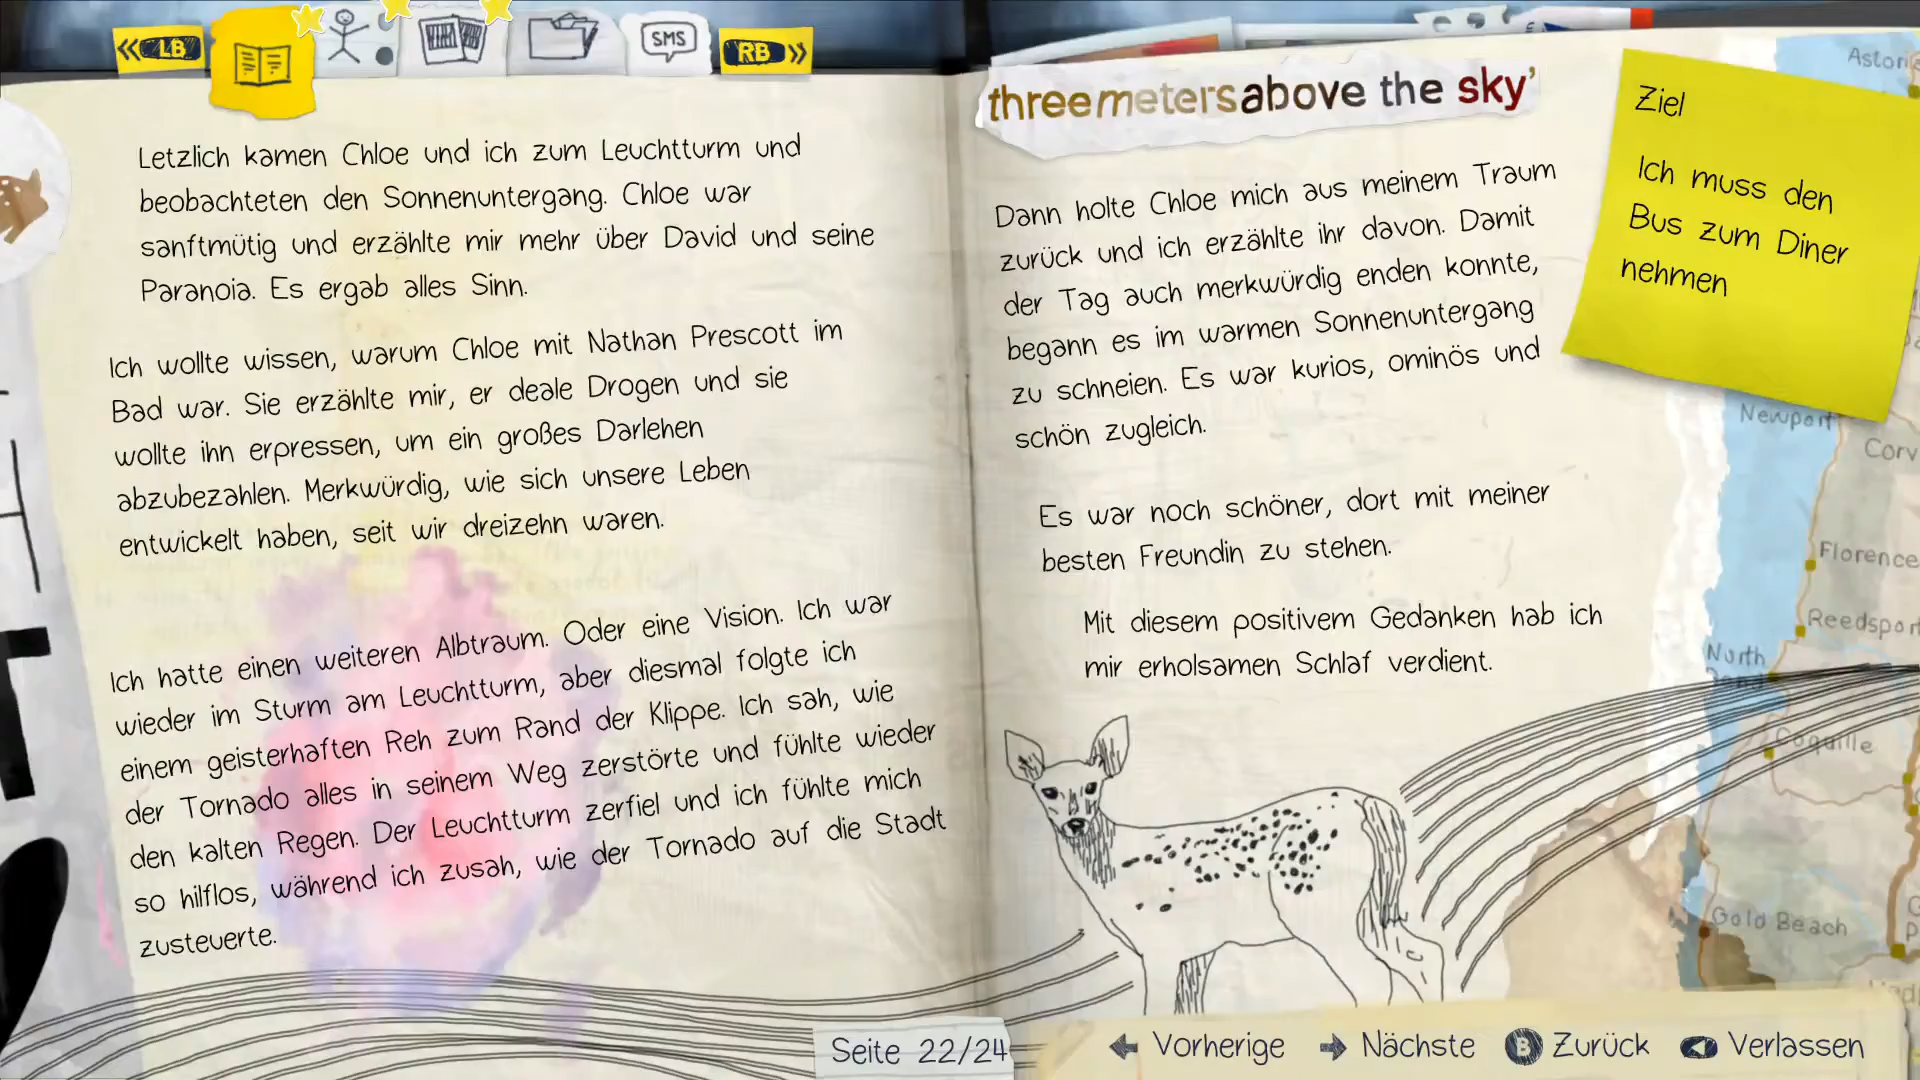 LB
SMS
RB
Letzlich kamen Chloe und ich zum Leuchtturm und
beobachteten den Sonnenuntergang. Chloe war
sanftmütig und erzählte mir mehr über David und seine
Paranoia. Es ergab alles Sinn.
Ich wollte wissen, warum Chloe mit Nathan Prescott im
Bad war. Sie erzählte mir, er deale Drogen und sie
wollte ihn erpressen, um ein großes Darlehen
abzubezahlen. Merkwürdig, wie sich unsere Leben
entwickelt haben, seit wir dreizehn waren.
Ich hatte einen weiteren Albtraum. Oder eine Vision. Ich war
wieder im Sturm am Leuchtturm, aber diesmal folgte ich
einem geisterhaften Reh zum Rand der Klippe. Ich sah, wie
der Tornado alles in seinem Weg zerstörte und fühlte wieder
den kalten Regen. Der Leuchtturm zerfiel und ich fühlte mich
so hilflos, während ich zusah, wie der Tornado auf die Stadt
zusteuerte.
three meters above the sky'
Dann holte Chloe mich aus meinem Traum
zurück und ich erzählte ihr davon. Damit
der Tag auch merkwürdig enden konnte,
begann es im warmen Sonnenuntergang
zu schneien. Es war kurios, ominös und
schön zugleich.
Es war noch schöner, dort mit meiner
besten Freundin zu stehen.
Mit diesem positivem Gedanken hab ich
mir erholsamen Schlaf verdient.
Ziel
Ich muss den
Bus zum Diner
nehmen
Astoria
Newport
Corv
Florence
Reedsport
North
Bend
Coquille
Gold Beach
Seite 22/24
Vorherige
Nächste
B Zurück
Verlassen